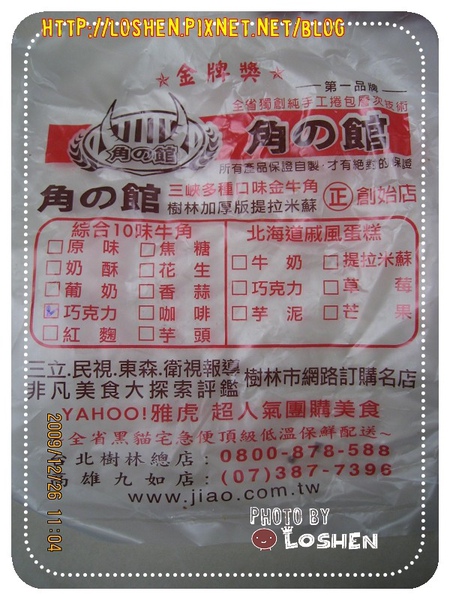 HTTP://LOSHEN.PIXNET.NET/BLOG
★金牌獎★
第一品牌
全省獨創純手工捲包層次技術
角の館
角の館
所有產品保證自製,才有絕對的保證
角の館 三峽多種口味金牛角
樹林加厚版提拉米蘇 正 創始店
綜合10味牛角
□原味 □焦糖
□奶酥 □花生
□葡奶 □香蒜
□巧克力 □咖啡
□紅麴 □芋頭
北海道戚風蛋糕
□牛奶 □提拉米蘇
□巧克力 □草莓
□芋泥 □芒果
三立.民視.東森.衛視報導
非凡美食大探索評鑑 樹林市網路訂購名店
YAHOO!雅虎 超人氣團購美食
全省黑貓宅急便頂級低溫保鮮配送~
北樹林總店:0800-878-588
雄九如店:(07)387-7396
www.jiao.com.tw
2009/12/26 11:04
PHOTO BY
LOSHEN